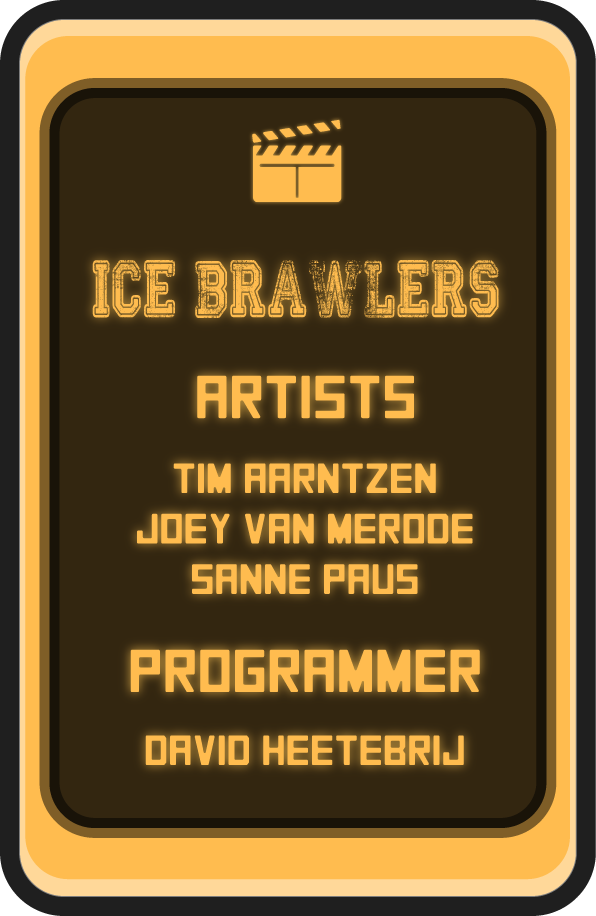 ICE BRAWLERS
ARTISTS
TIM AARNTZEN
JOEY VAN MERODE
SANNE PAUS
PROGRAMMER
DAVID HEETEBRIJ